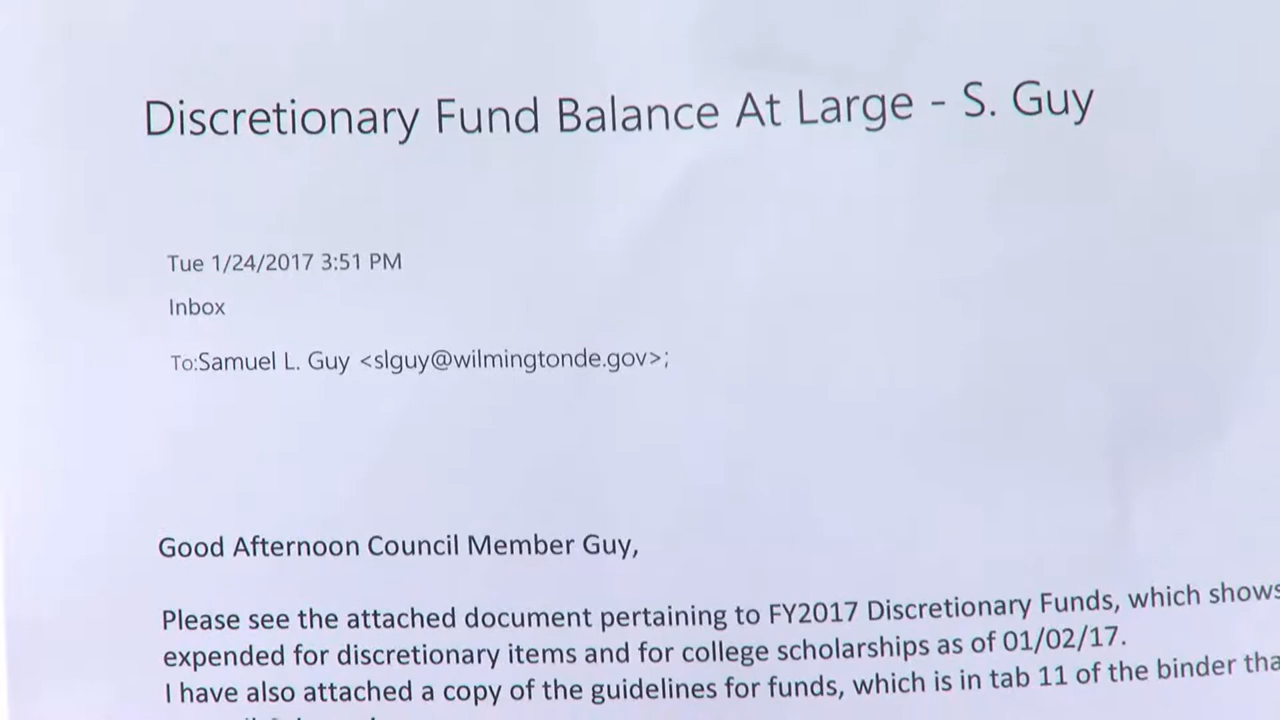 Discretionary Fund Balance At Large - S. Guy
Tue 1/24/2017 3:51 PM
Inbox
To:Samuel L. Guy <slguy@wilmingtonde.gov>;
Good Afternoon Council Member Guy,
Please see the attached document pertaining to FY2017 Discretionary Funds, which shows
expended for discretionary items and for college scholarships as of 01/02/17.
I have also attached a copy of the guidelines for funds, which is in tab 11 of the binder tha